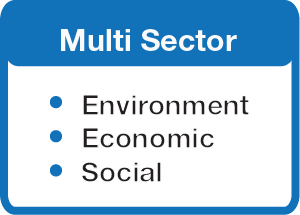 Multi Sector
• Environment
• Economic
• Social